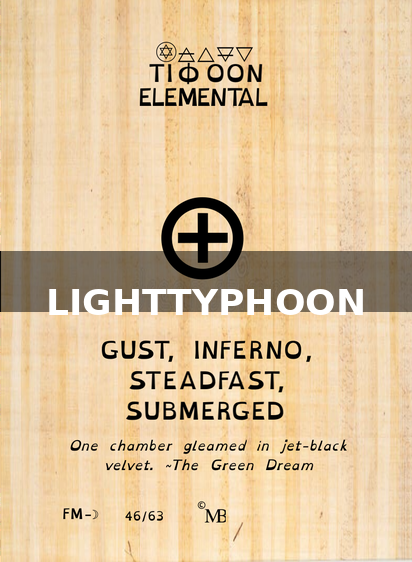 TIΦOON
ELEMENTAL
LIGHTTYPHOON
GUST, INFERNO,
STEADFAST,
SUBMERGED
One chamber gleamed in jet-black
velvet. ~The Green Dream
FM-☽ 46/63 © MB